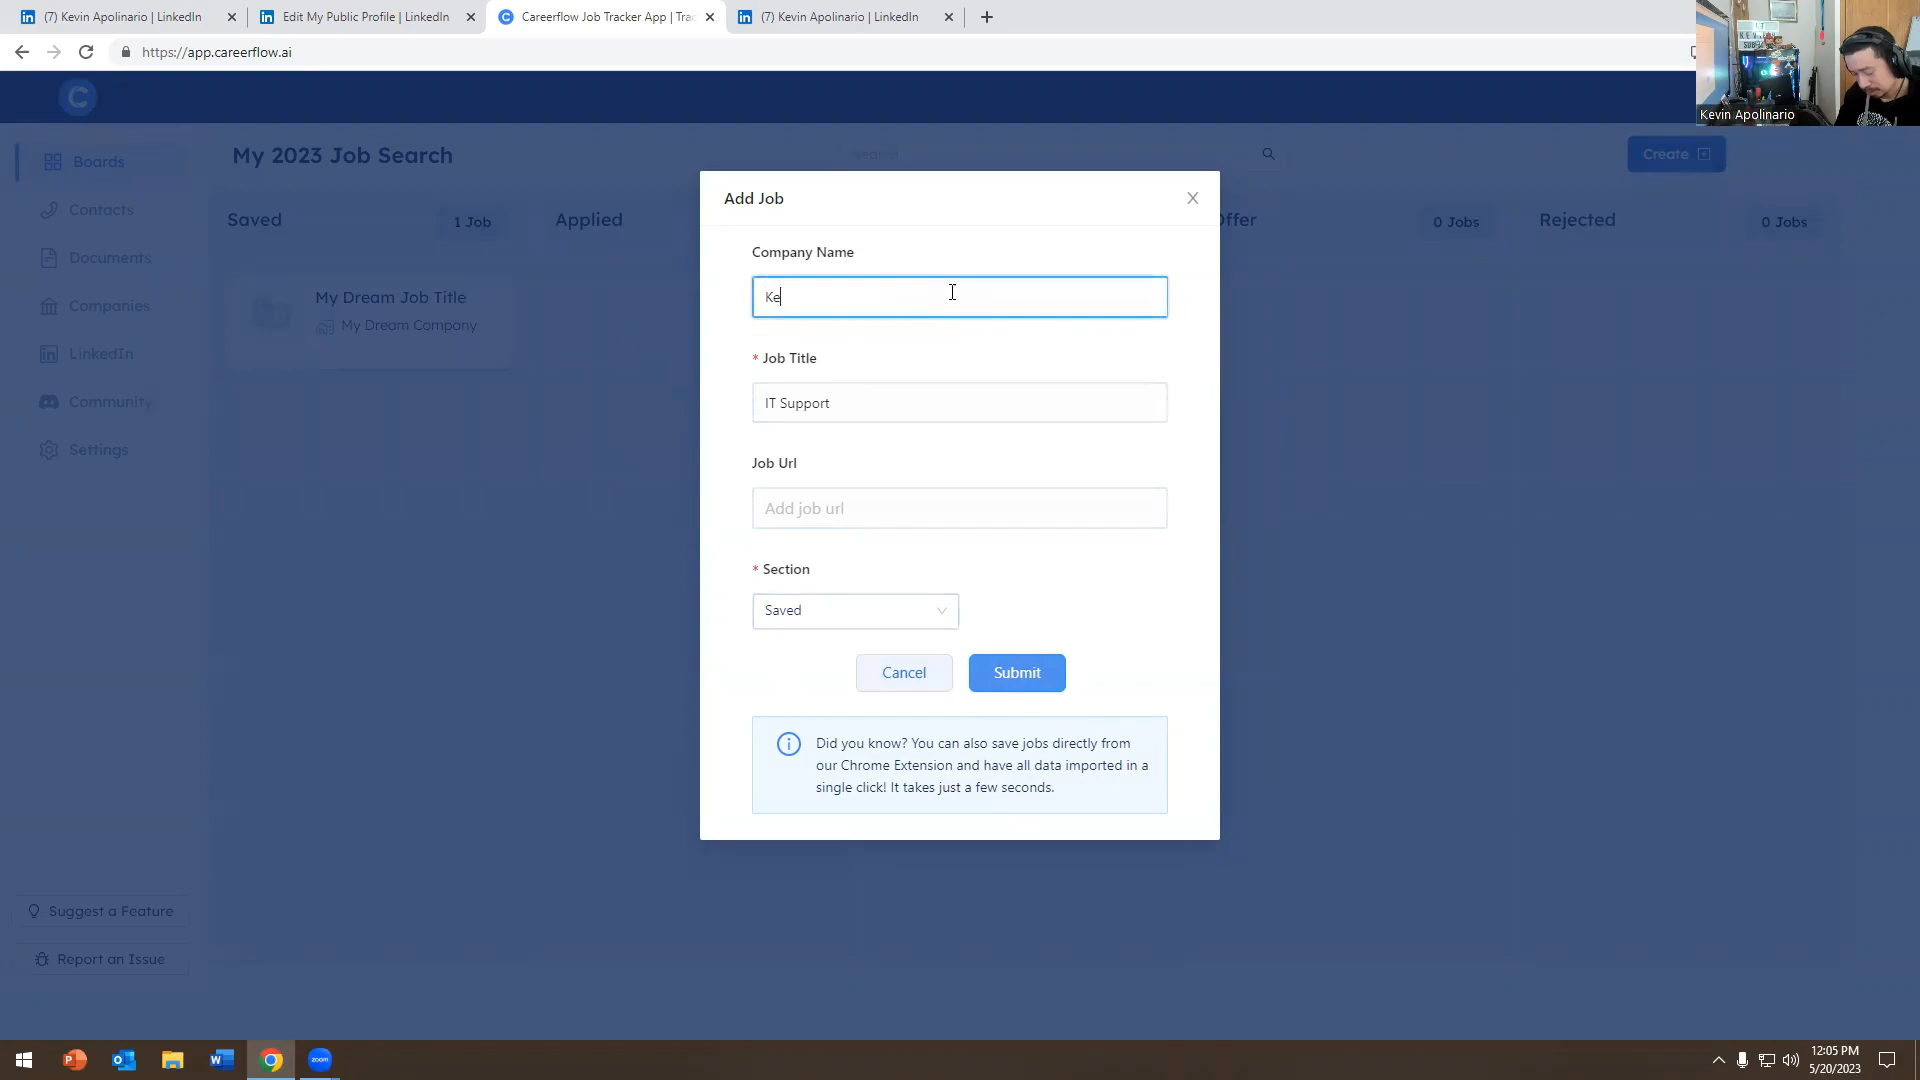 (7) Kevin Apolinario | LinkedIn
Edit My Public Profile | LinkedIn
Careerflow Job Tracker App | Trac
(7) Kevin Apolinario | LinkedIn
https://app.careerflow.ai
Kevin Apolinario
C
Boards
Contacts
Documents
Companies
LinkedIn
Community
Settings
Suggest a Feature
Report an Issue
My 2023 Job Search
Search
Create
Saved
1 Job
Applied
Offer
0 Jobs
Rejected
0 Jobs
My Dream Job Title
My Dream Company
Add Job
Company Name
Ke
* Job Title
IT Support
Job Url
Add job url
* Section
Saved
Cancel
Submit
Did you know? You can also save jobs directly from
our Chrome Extension and have all data imported in a
single click! It takes just a few seconds.
zoom
12:05 PM
5/20/2023